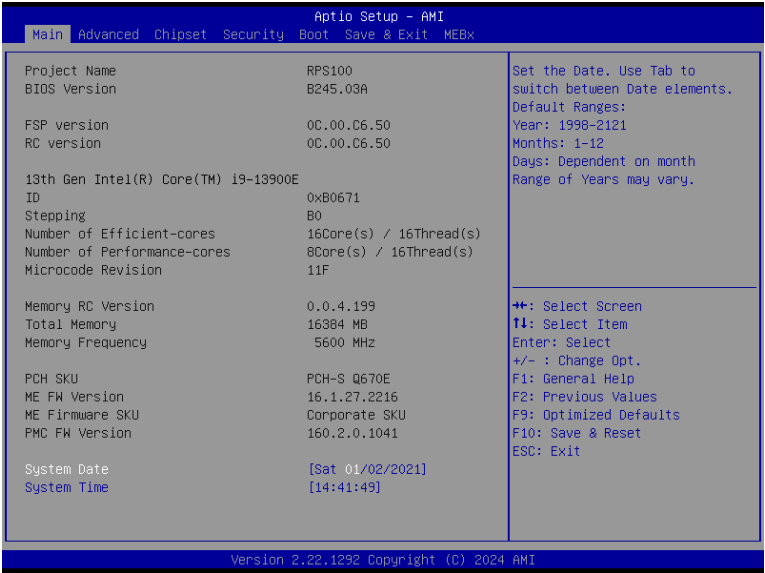 Aptio Setup - AMI
Main Advanced Chipset Security Boot Save & Exit MEBx
Project Name RPS100
BIOS Version B245.03A
FSP version 0C.00.C6.50
RC version 0C.00.C6.50
13th Gen Intel(R) Core(TM) i9-13900E
ID 0xB0671
Stepping B0
Number of Efficient-cores 16Core(s) / 16Thread(s)
Number of Performance-cores 8Core(s) / 16Thread(s)
Microcode Revision 11F
Memory RC Version 0.0.4.199
Total Memory 16384 MB
Memory Frequency 5600 MHz
PCH SKU PCH-S Q670E
ME FW Version 16.1.27.2216
ME Firmware SKU Corporate SKU
PMC FW Version 160.2.0.1041
System Date [Sat 01/02/2021]
System Time [14:41:49]
Set the Date. Use Tab to
switch between Date elements.
Default Ranges:
Year: 1998-2121
Months: 1-12
Days: Dependent on month
Range of Years may vary.
→←: Select Screen
↑↓: Select Item
Enter: Select
+/- : Change Opt.
F1: General Help
F2: Previous Values
F9: Optimized Defaults
F10: Save & Reset
ESC: Exit
Version 2.22.1292 Copyright (C) 2024 AMI